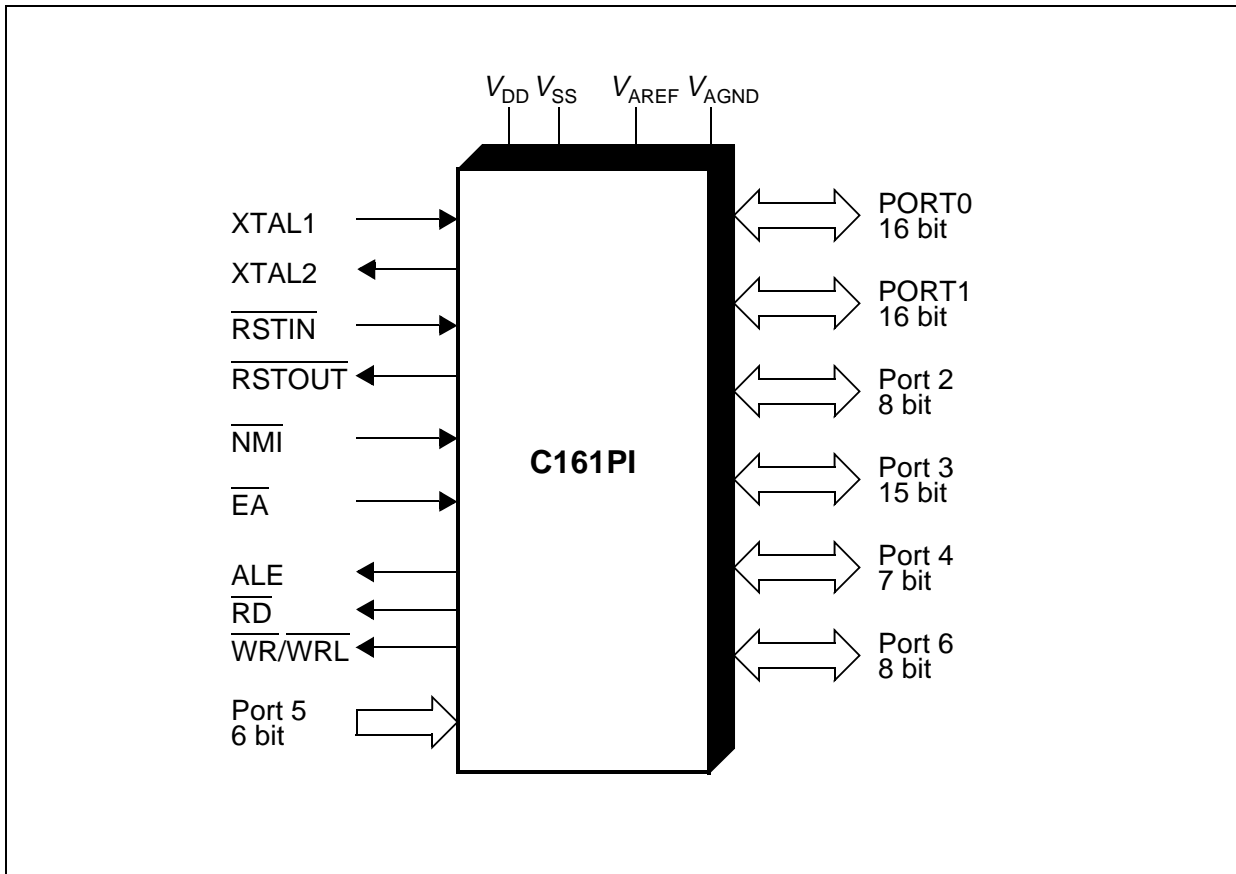 VDD VSS VAREF VAGND
XTAL1
XTAL2
RSTIN
RSTOUT
NMI
EA
ALE
RD
WR/WRL
Port 5
6 bit
C161PI
PORT0
16 bit
PORT1
16 bit
Port 2
8 bit
Port 3
15 bit
Port 4
7 bit
Port 6
8 bit